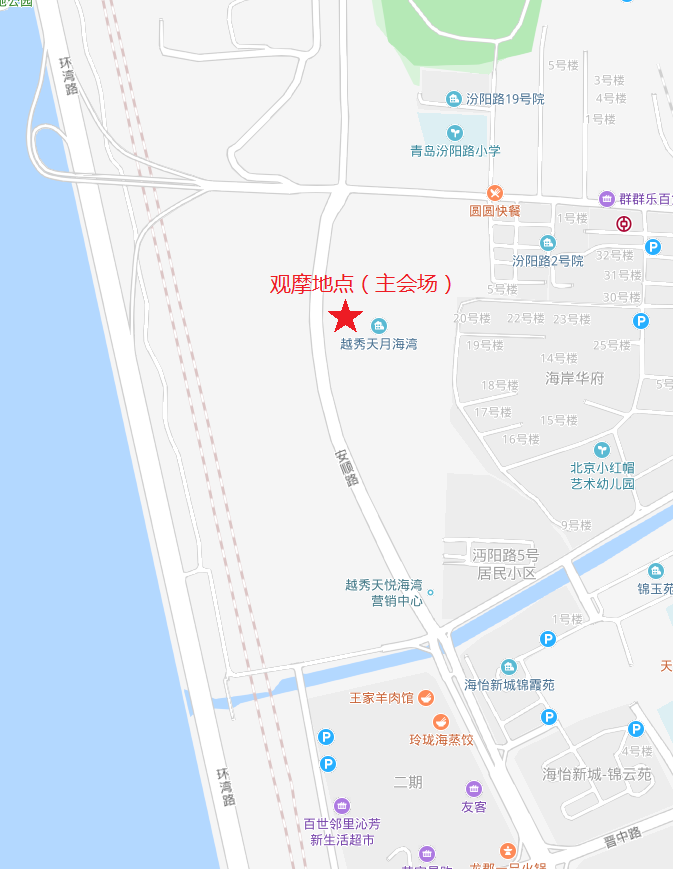 环湾路
5号楼
3号楼
4号楼
汾阳路19号院
1号楼
青岛汾阳路小学
群群乐百
圆圆快餐
1号楼
汾阳路2号院
32号楼
31号楼
观摩地点（主会场）
5号楼
30号楼
20号楼
22号楼
23号楼
越秀天月海湾
19号楼
25号楼
14号楼
海岸华府
18号楼
17号楼
15号楼
16号楼
安顺路
北京小红帽
艺术幼儿园
9号楼
沔阳路5号
居民小区
越秀天悦海湾
营销中心
锦玉苑
1号楼
海怡新城锦霞苑
王家羊肉馆
玲珑海蒸饺
4号楼
海怡新城-锦云苑
二期
环湾路
友客
百世邻里沁芳
新生活超市
晋中路